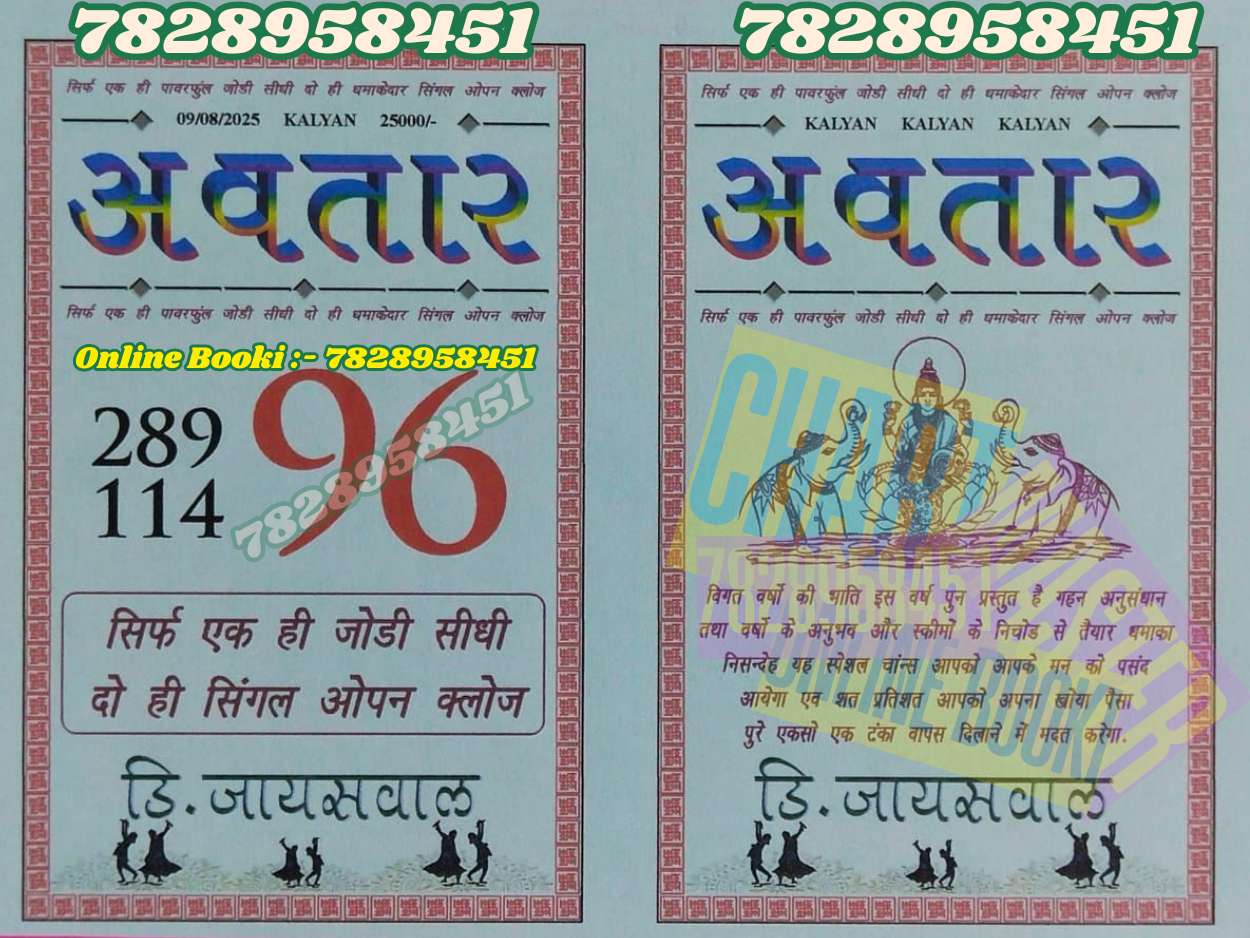 7828958451
सिर्फ एक ही पावरफुंल जोडी सीधी दो ही धमाकेदार सिंगल ओपन क्लोज
09/08/2025 KALYAN 25000/-
अवतार
सिर्फ एक ही पावरफुंल जोडी सीधी दो ही धमाकेदार सिंगल ओपन क्लोज
Online Booki :- 7828958451
289
114
96
7828958451
सिर्फ एक ही जोडी सीधी
दो ही सिंगल ओपन क्लोज
डि. जायसवाल
7828958451
सिर्फ एक ही पावरफुंल जोडी सीधी दो ही धमाकेदार सिंगल ओपन क्लोज
KALYAN KALYAN KALYAN
अवतार
सिर्फ एक ही पावरफुंल जोडी सीधी दो ही धमाकेदार सिंगल ओपन क्लोज
विगत वर्षो की भाति इस वर्ष पुन प्रस्तुत है गहन अनुसंधान
तथा वर्षो के अनुभव और स्कीमो के निचोड से तैयार धमाका
निसन्देह यह स्पेशल चांन्स आपको आपके मन को पसंद
आयेगा एव शत प्रतिशत आपको अपना खोया पैसा
पुरे एकसो एक टंका वापस दिलाने में मदत करेगा.
7828958451
ONLINE BOOKI
डि. जायसवाल